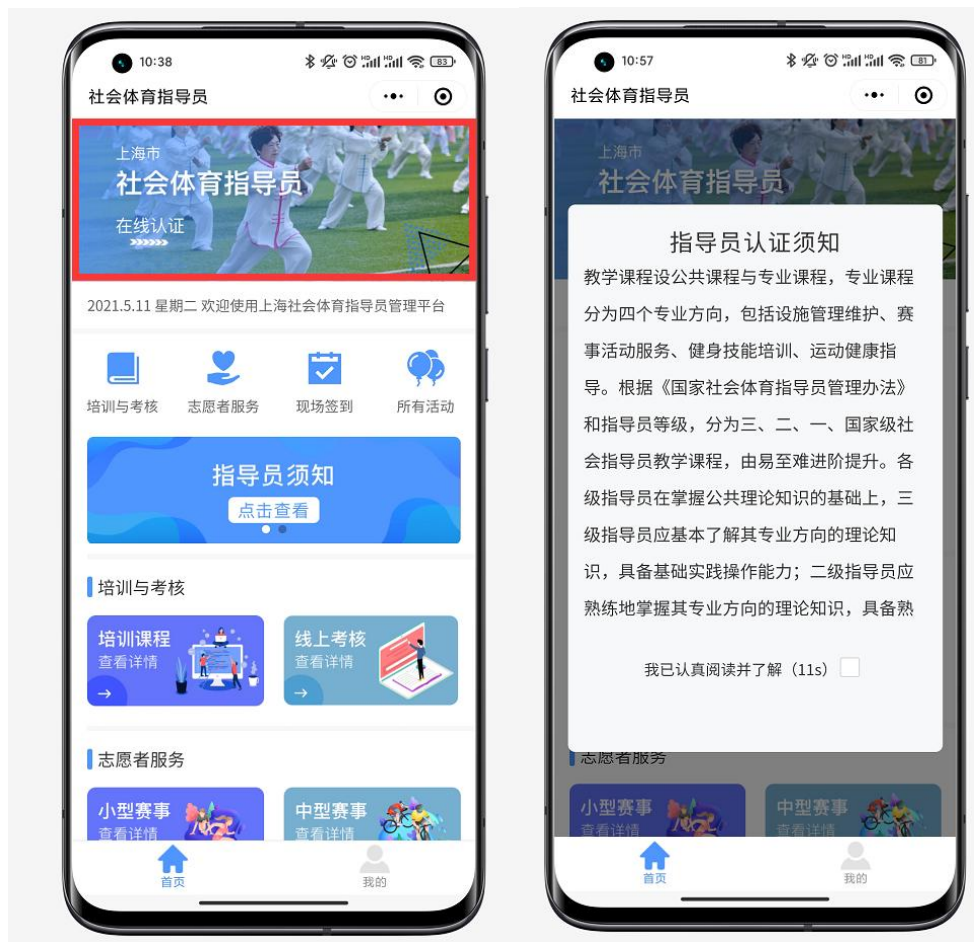 10:38
83
社会体育指导员
上海市
社会体育指导员
在线认证
2021.5.11 星期二 欢迎使用上海社会体育指导员管理平台
培训与考核
志愿者服务
现场签到
所有活动
指导员须知
点击查看
培训与考核
培训课程
查看详情
线上考核
查看详情
志愿者服务
小型赛事
查看详情
中型赛事
查看详情
首页
我的
10:57
81
社会体育指导员
上海市
社会体育指导员
指导员认证须知
教学课程设公共课程与专业课程，专业课程
分为四个专业方向，包括设施管理维护、赛
事活动服务、健身技能培训、运动健康指
导。根据《国家社会体育指导员管理办法》
和指导员等级，分为三、二、一、国家级社
会指导员教学课程，由易至难进阶提升。各
级指导员在掌握公共理论知识的基础上，三
级指导员应基本了解其专业方向的理论知
识，具备基础实践操作能力；二级指导员应
熟练地掌握其专业方向的理论知识，具备熟
我已认真阅读并了解（11s）
志愿者服务
小型赛事
查看详情
中型赛事
查看详情
首页
我的